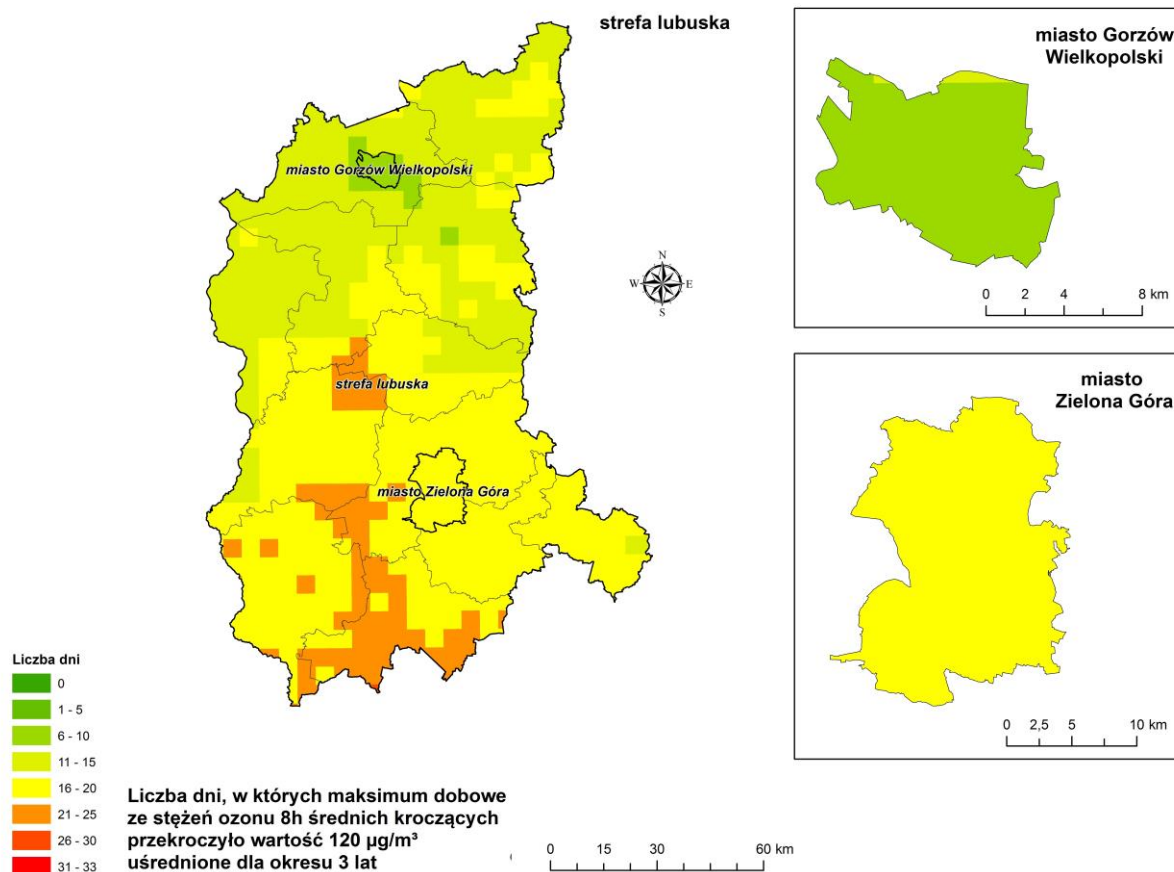 strefa lubuska
miasto Gorzów
Wielkopolski
miasto Gorzów Wielkopolski
N
W
E
S
0 2 4 8 km
strefa lubuska
miasto
Zielona Góra
miasto Zielona Góra
0 2,5 5 10 km
Liczba dni
0
1 - 5
6 - 10
11 - 15
16 - 20
21 - 25
26 - 30
31 - 33
Liczba dni, w których maksimum dobowe
ze stężeń ozonu 8h średnich kroczących
przekroczyło wartość 120 µg/m³
uśrednione dla okresu 3 lat
0 15 30 60 km